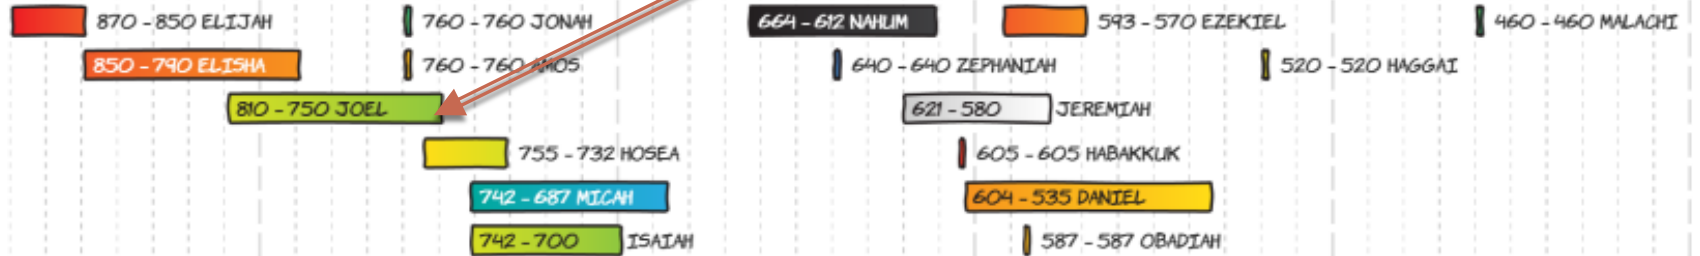 870 - 850 ELIJAH
760 - 760 JONAH
664 - 612 NAHUM
593 - 570 EZEKIEL
460 - 460 MALACHI
850 - 790 ELISHA
760 - 760 AMOS
640 - 640 ZEPHANIAH
520 - 520 HAGGAI
810 - 750 JOEL
621 - 580 JEREMIAH
755 - 732 HOSEA
605 - 605 HABAKKUK
742 - 687 MICAH
604 - 535 DANIEL
742 - 700 ISAIAH
587 - 587 OBADIAH